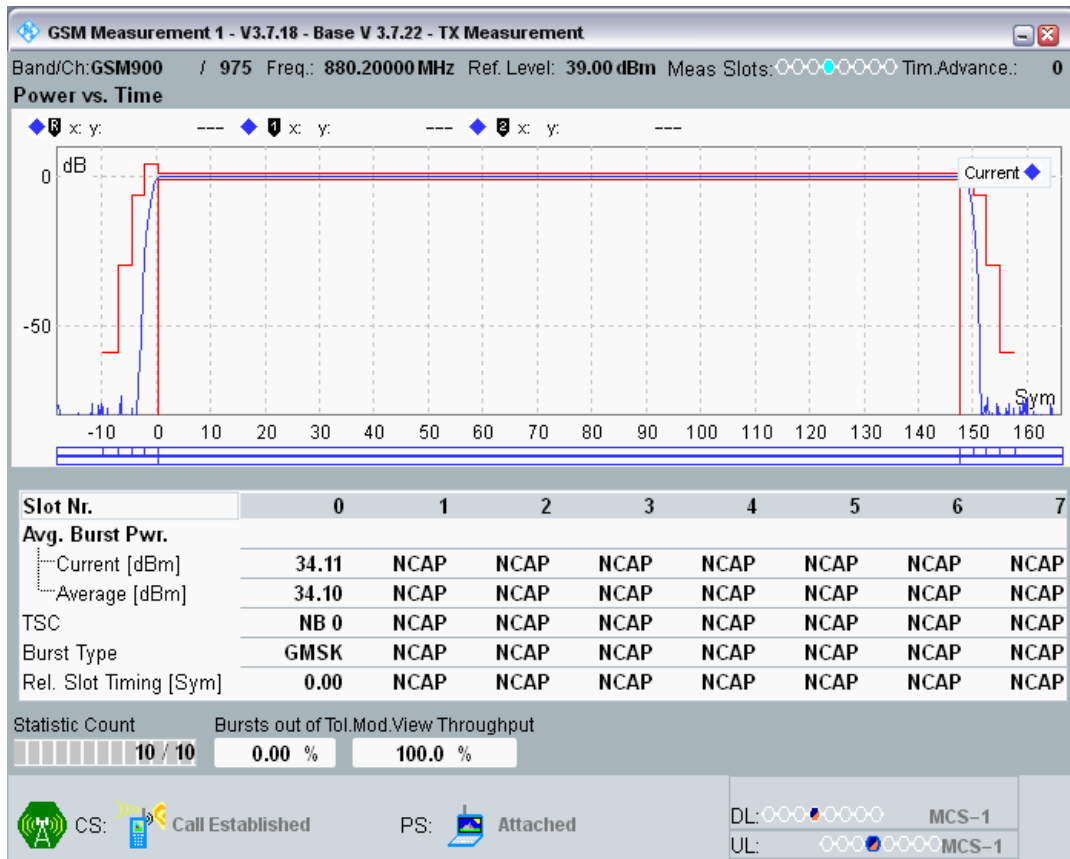 GSM Measurement 1 - V3.7.18 - Base V 3.7.22 - TX Measurement
Band/Ch:GSM900 / 975 Freq.: 880.20000 MHz Ref. Level: 39.00 dBm Meas Slots: Tim.Advance.: 0
Power vs. Time
R x: y: --- 1 x: y: --- 2 x: y: ---
dB
Current
0
-50
Sym
-10 0 10 20 30 40 50 60 70 80 90 100 110 120 130 140 150 160
Slot Nr. 0 1 2 3 4 5 6 7
Avg. Burst Pwr.
Current [dBm] 34.11 NCAP NCAP NCAP NCAP NCAP NCAP NCAP
Average [dBm] 34.10 NCAP NCAP NCAP NCAP NCAP NCAP NCAP
TSC NB 0 NCAP NCAP NCAP NCAP NCAP NCAP NCAP
Burst Type GMSK NCAP NCAP NCAP NCAP NCAP NCAP NCAP
Rel. Slot Timing [Sym] 0.00 NCAP NCAP NCAP NCAP NCAP NCAP NCAP
Statistic Count Bursts out of Tol.Mod.View Throughput
10 / 10 0.00 % 100.0 %
CS: Call Established PS: Attached
DL: MCS-1
UL: MCS-1